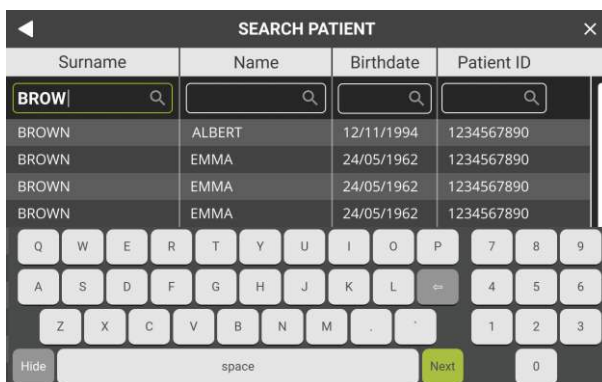 SEARCH PATIENT ×
Surname Name Birthdate Patient ID
BROW
BROWN ALBERT 12/11/1994 1234567890
BROWN EMMA 24/05/1962 1234567890
BROWN EMMA 24/05/1962 1234567890
BROWN EMMA 24/05/1962 1234567890
Q W E R T Y U I O P 7 8 9
A S D F G H J K L ⇦ 4 5 6
Z X C V B N M . ' 1 2 3
Hide space Next 0